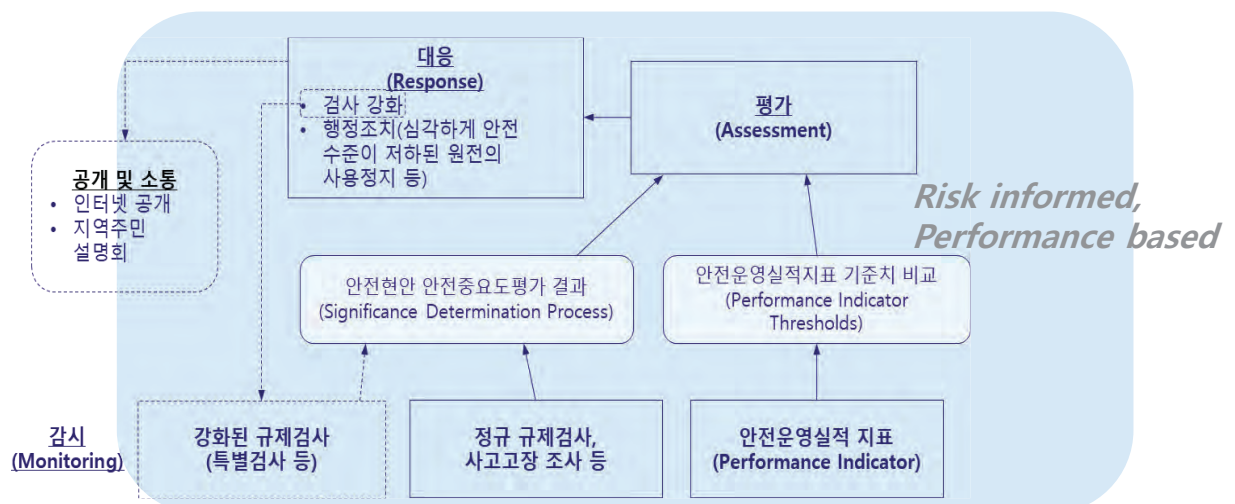 대응
(Response)
• 검사 강화
• 행정조치(심각하게 안전
수준이 저하된 원전의
사용정지 등)
평가
(Assessment)
공개 및 소통
• 인터넷 공개
• 지역주민
설명회
Risk informed,
Performance based
안전현안 안전중요도평가 결과
(Significance Determination Process)
안전운영실적지표 기준치 비교
(Performance Indicator
Thresholds)
감시
(Monitoring)
강화된 규제검사
(특별검사 등)
정규 규제검사,
사고고장 조사 등
안전운영실적 지표
(Performance Indicator)